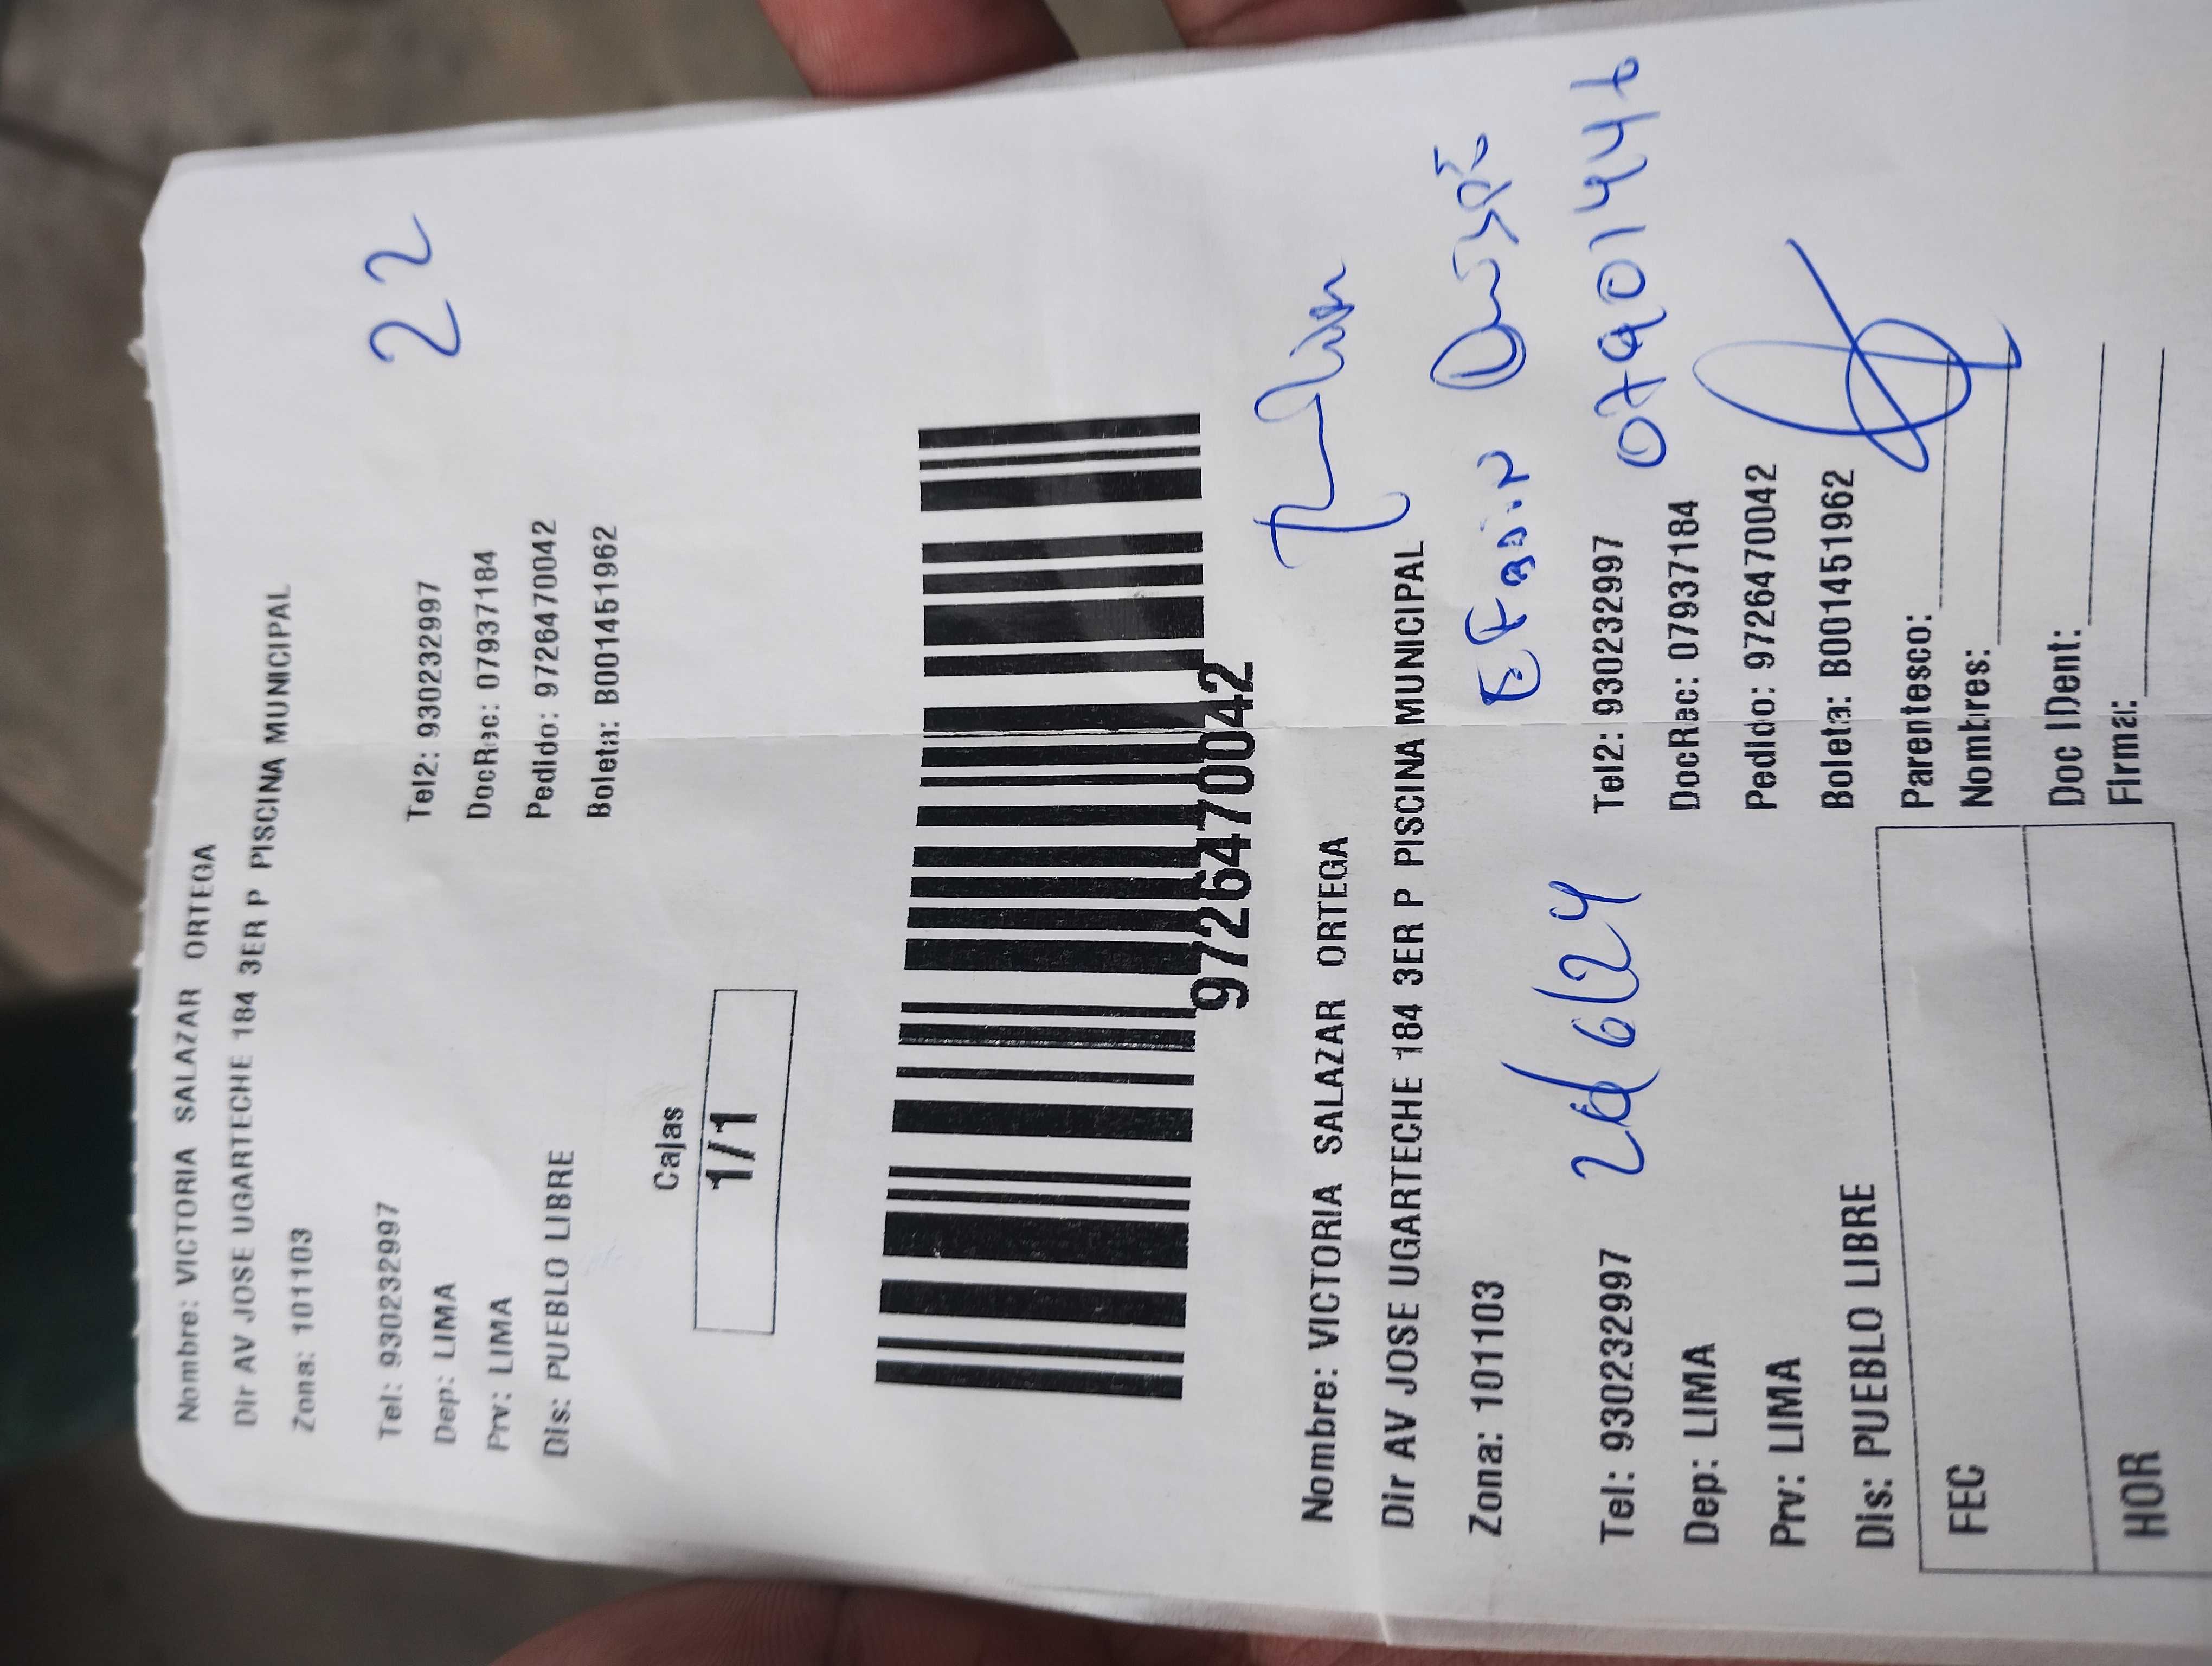 Nombre: VICTORIA SALAZAR ORTEGA
Dir AV JOSE UGARTECHE 184 3ER P PISCINA MUNICIPAL
Zona: 101103
22
Tel: 930232997 Tel2: 930232997
Dep: LIMA DocRec: 07937184
Prv: LIMA Pedido: 9726470042
Dis: PUEBLO LIBRE Boleta: B001451962
Cajas
1/1
9726470042
Nombre: VICTORIA SALAZAR ORTEGA
Dir AV JOSE UGARTECHE 184 3ER P PISCINA MUNICIPAL
Zona: 101103
/6/24
07901446
Tel: 930232997 Tel2: 930232997
Dep: LIMA DocRec: 07937184
Prv: LIMA Pedido: 9726470042
Dis: PUEBLO LIBRE Boleta: B001451962
FEC Parentesco:
Nombres:
HOR Doc IDent:
Firma: